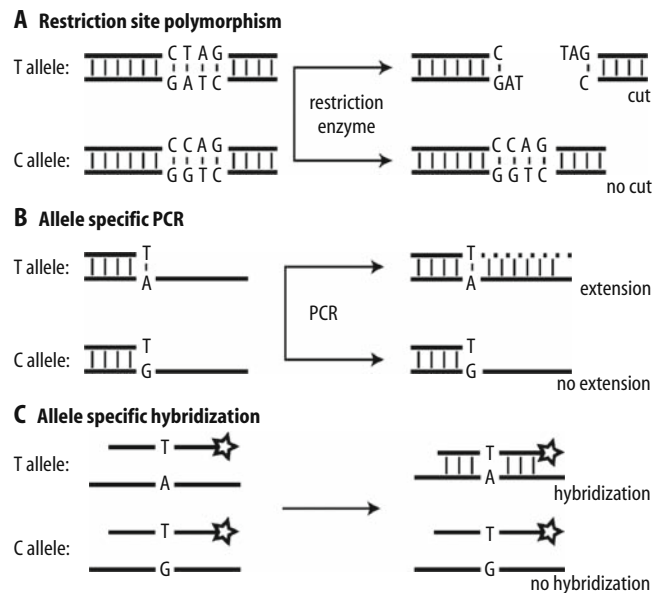 A Restriction site polymorphism
T allele:
C T A G
G A T C
C
GAT
TAG
C
cut
restriction
enzyme
C allele:
C C A G
G G T C
C C A G
G G T C
no cut
B Allele specific PCR
T allele:
T
A
T
A
extension
PCR
C allele:
T
G
T
G
no extension
C Allele specific hybridization
T allele:
T
A
T
A
hybridization
C allele:
T
G
T
G
no hybridization